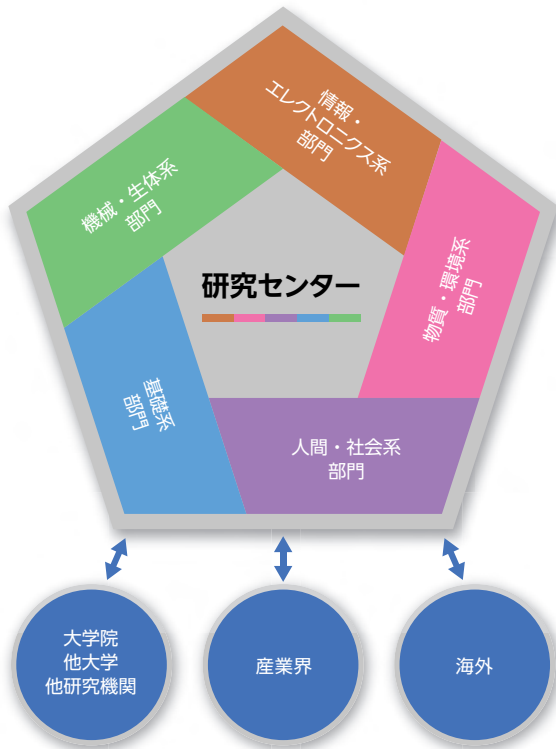 情報・
エレクトロニクス系
部門
機械・生体系
部門
物質・環境系
部門
研究センター
基礎系
部門
人間・社会系
部門
大学院
他大学
他研究機関
産業界
海外